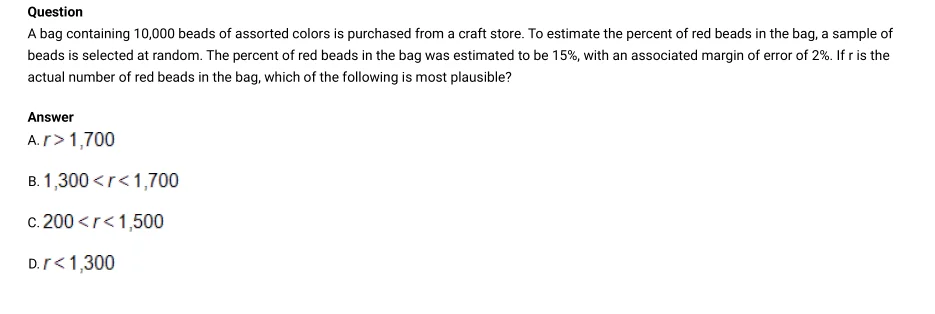 Question
A bag containing 10,000 beads of assorted colors is purchased from a craft store. To estimate the percent of red beads in the bag, a sample of
beads is selected at random. The percent of red beads in the bag was estimated to be 15%, with an associated margin of error of 2%. If r is the
actual number of red beads in the bag, which of the following is most plausible?
Answer
A. r > 1,700
B. 1,300 < r < 1,700
C. 200 < r < 1,500
D. r < 1,300